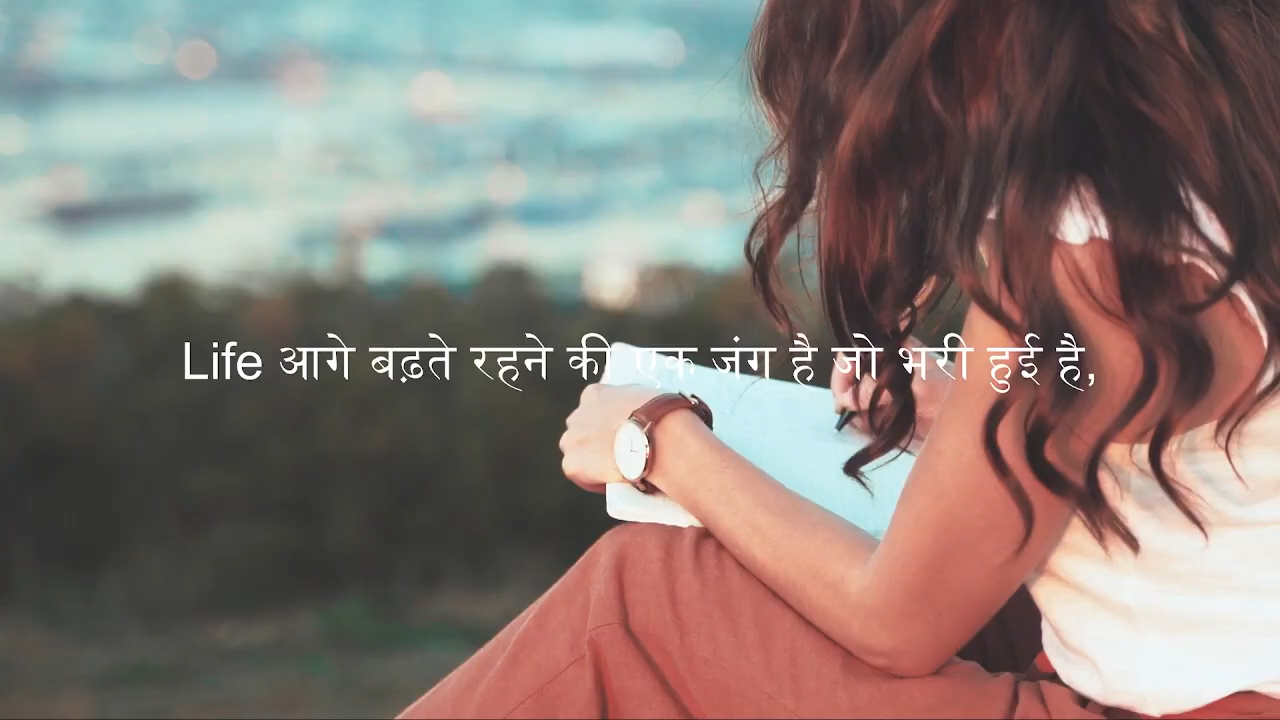 Life आगे बढ़ते रहने की एक जंग है जो भरी हुई है,